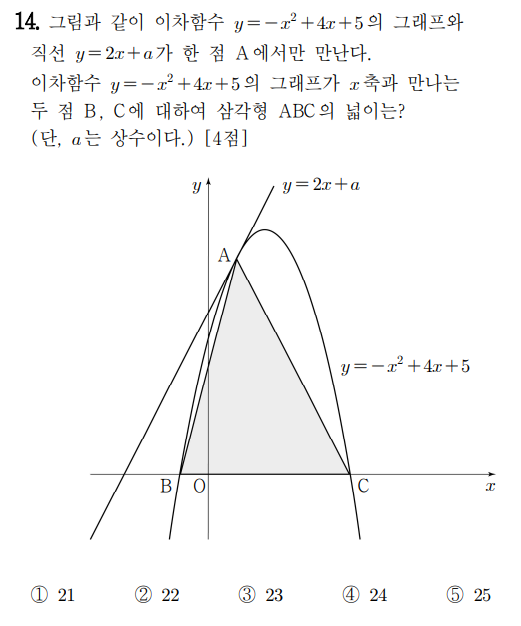 14. 그림과 같이 이차함수 y=-x²+4x+5의 그래프와
직선 y=2x+a가 한 점 A에서만 만난다.
이차함수 y=-x²+4x+5의 그래프가 x축과 만나는
두 점 B, C에 대하여 삼각형 ABC의 넓이는?
(단, a는 상수이다.) [4점]
y
y=2x+a
A
y=-x²+4x+5
B
O
C
x
① 21 ② 22 ③ 23 ④ 24 ⑤ 25